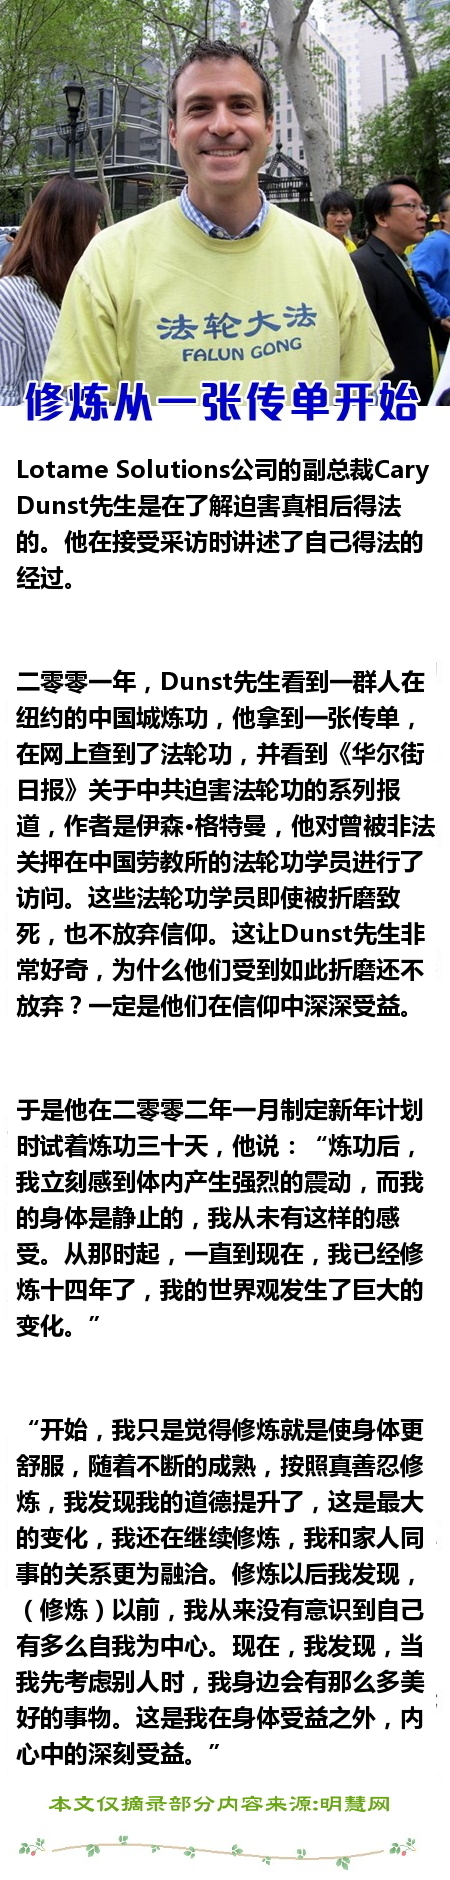 法轮大法
FALUN GONG
修炼从一张传单开始
Lotame Solutions公司的副总裁Cary
Dunst先生是在了解迫害真相后得法
的。他在接受采访时讲述了自己得法的
经过。
二零零一年，Dunst先生看到一群人在
纽约的中国城炼功，他拿到一张传单，
在网上查到了法轮功，并看到《华尔街
日报》关于中共迫害法轮功的系列报
道，作者是伊森•格特曼，他对曾被非法
关押在中国劳教所的法轮功学员进行了
访问。这些法轮功学员即使被折磨致
死，也不放弃信仰。这让Dunst先生非
常好奇，为什么他们受到如此折磨还不
放弃？一定是他们在信仰中深深受益。
于是他在二零零二年一月制定新年计划
时试着炼功三十天，他说：“炼功后，
我立刻感到体内产生强烈的震动，而我
的身体是静止的，我从未有这样的感
受。从那时起，一直到现在，我已经修
炼十四年了，我的世界观发生了巨大的
变化。”
“开始，我只是觉得修炼就是使身体更
舒服，随着不断的成熟，按照真善忍修
炼，我发现我的道德提升了，这是最大
的变化，我还在继续修炼，我和家人同
事的关系更为融洽。修炼以后我发现，
（修炼）以前，我从来没有意识到自己
有多么自我为中心。现在，我发现，当
我先考虑别人时，我身边会有那么多美
好的事物。这是我在身体受益之外，内
心中的深刻受益。”
本文仅摘录部分内容来源:明慧网